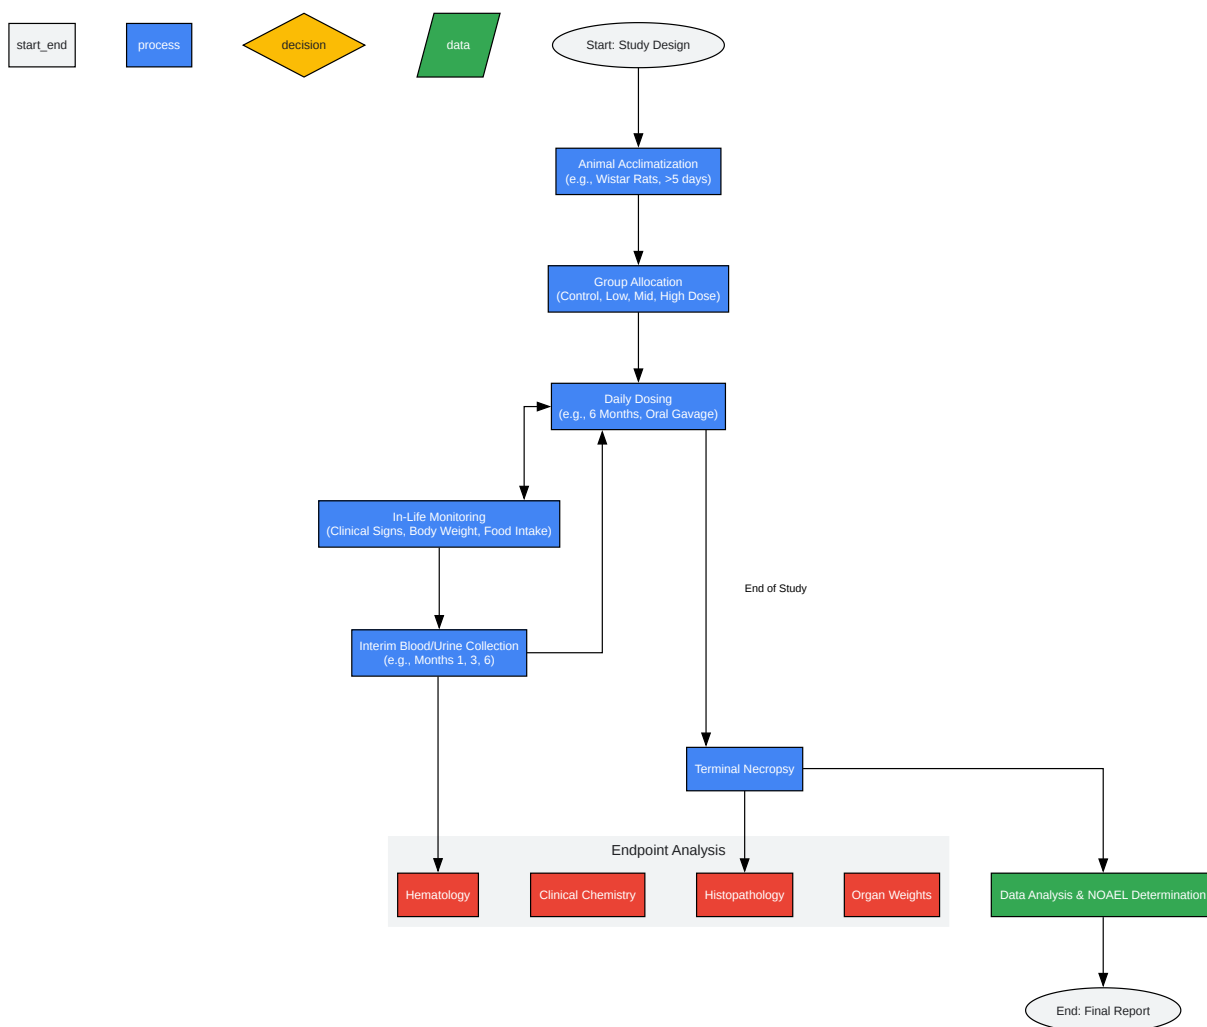 start_end
process
decision
data
Start: Study Design
Animal Acclimatization
(e.g., Wistar Rats, >5 days)
Group Allocation
(Control, Low, Mid, High Dose)
Daily Dosing
(e.g., 6 Months, Oral Gavage)
In-Life Monitoring
(Clinical Signs, Body Weight, Food Intake)
End of Study
Interim Blood/Urine Collection
(e.g., Months 1, 3, 6)
Terminal Necropsy
Endpoint Analysis
Hematology
Clinical Chemistry
Histopathology
Organ Weights
Data Analysis & NOAEL Determination
End: Final Report